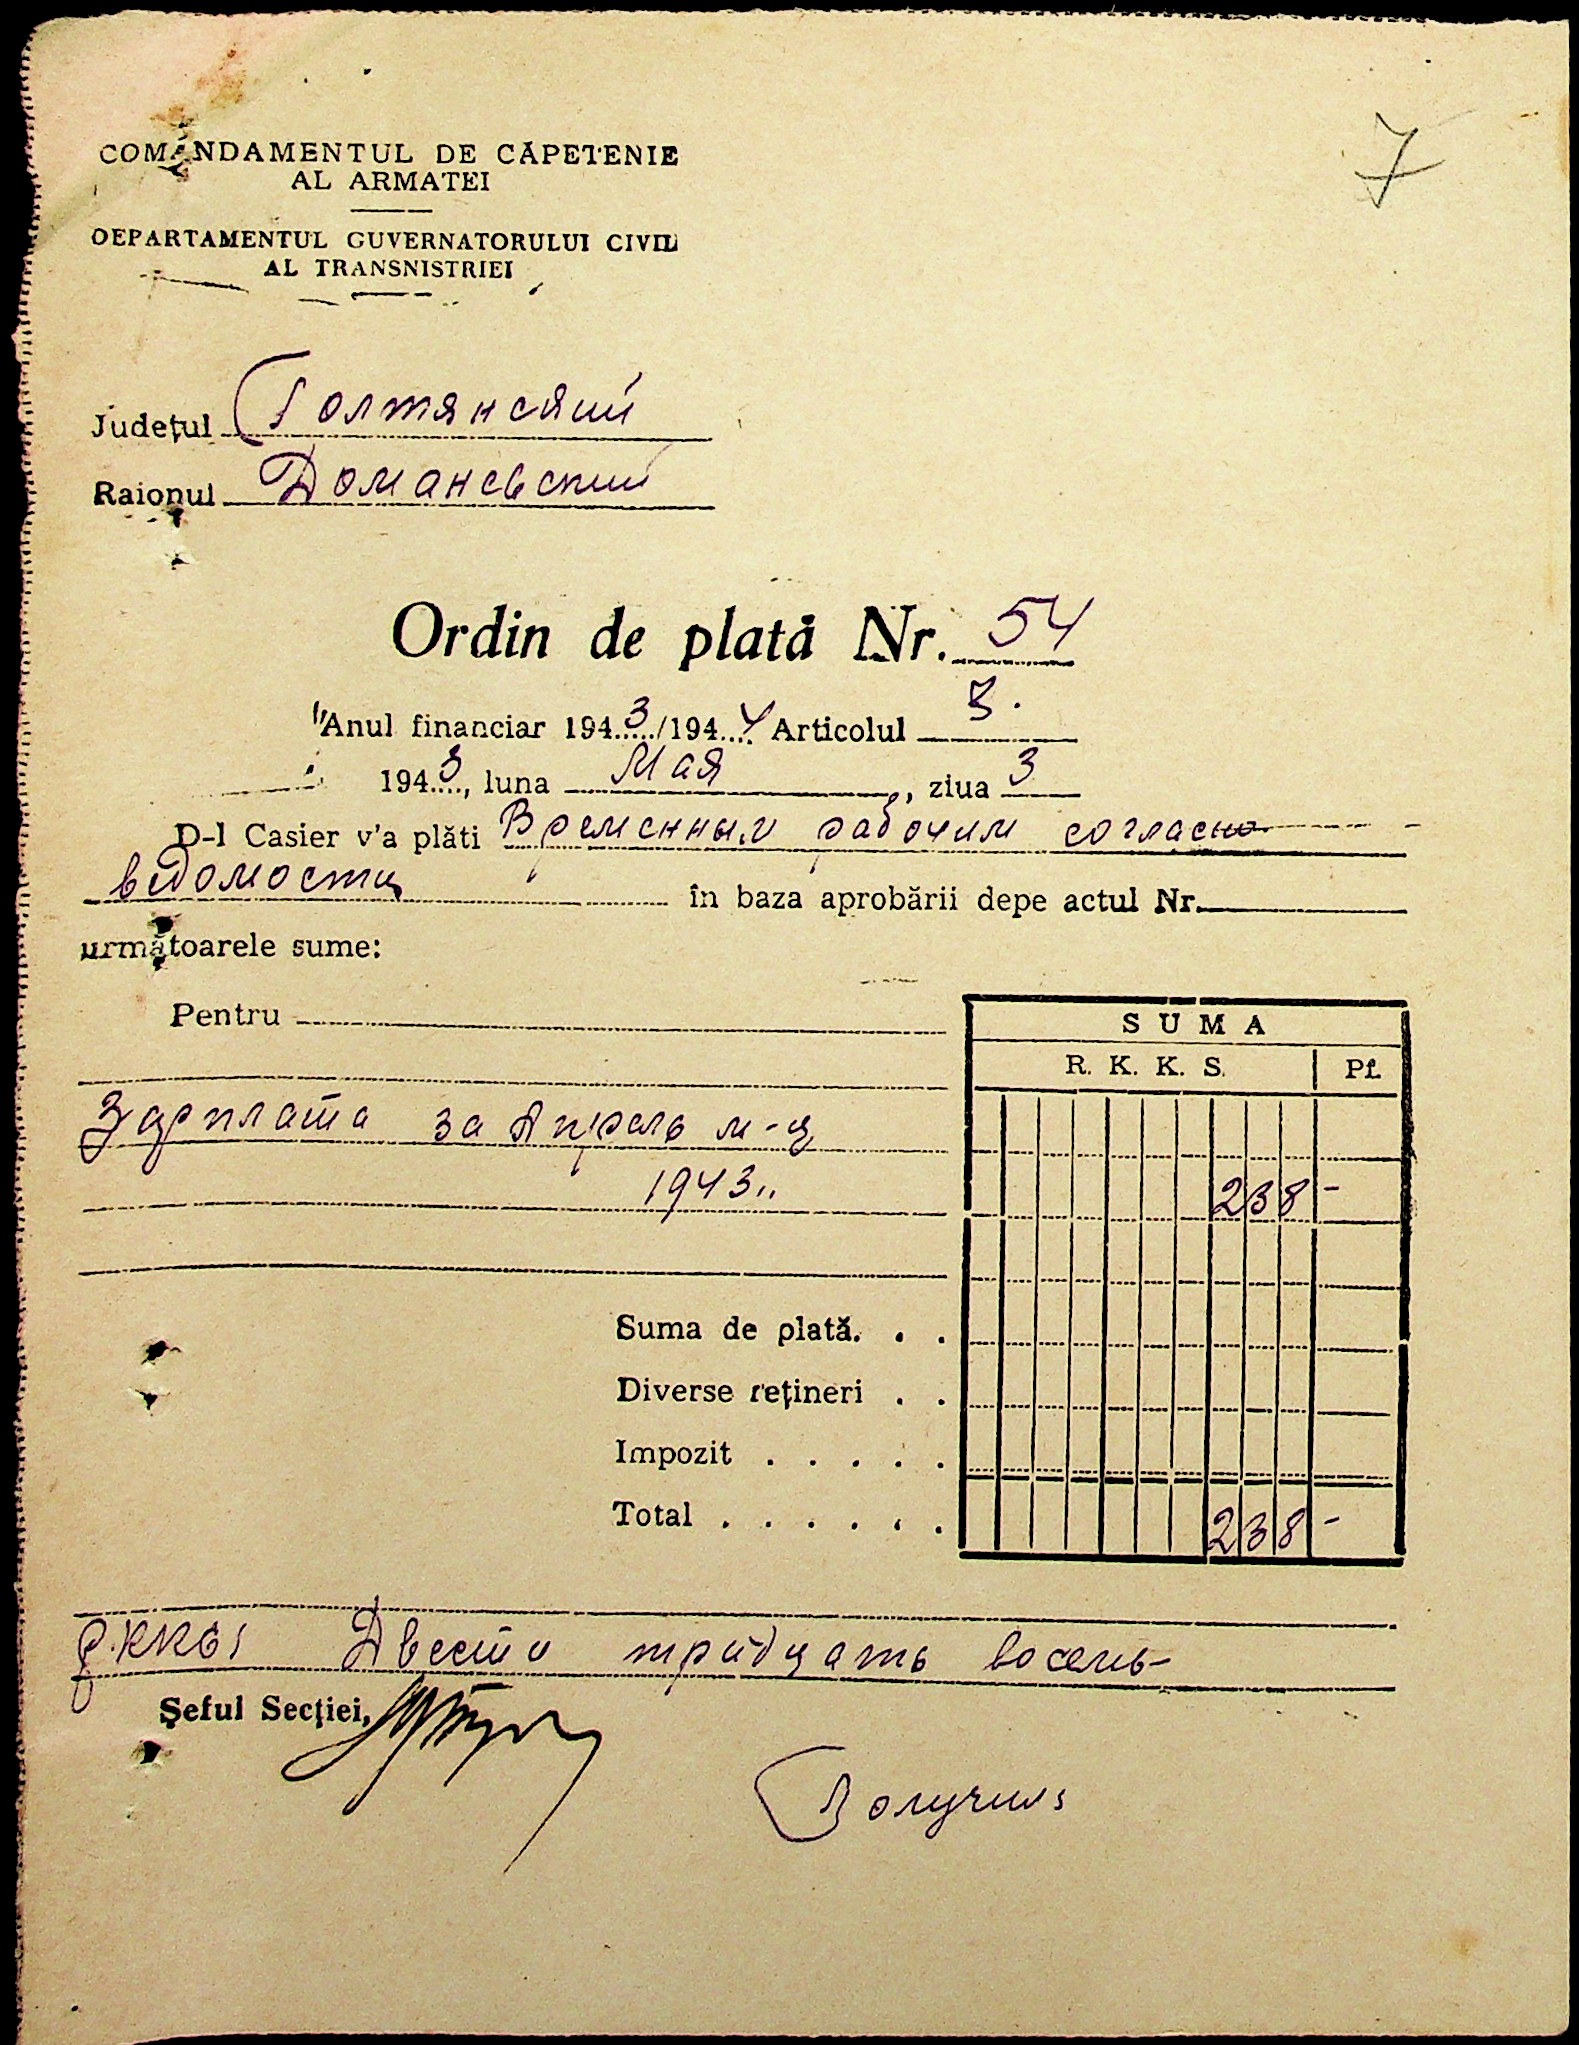 7
COMANDAMENTUL DE CĂPETENIE
AL ARMATEI
DEPARTAMENTUL GUVERNATORULUI CIVIL
AL TRANSNISTRIEI
Județul Голтянский
Raionul Доманевский
Ordin de plată Nr. 54
Anul financiar 1943/1944 Articolul 3.
1943, luna Мая, ziua 3
D-l Casier v'a plăti Временным рабочим согласно
ведомости în baza aprobării depe actul Nr.
următoarele sume:
Pentru
SUMA
R. K. K. S. Pf.
Зарплата за Апрель м-ц
1943 238 -
Suma de plată. . .
Diverse rețineri . .
Impozit . . . . .
Total . . . . . . 238 -
Двести тридцать восемь-
Șeful Secției,
Получил: